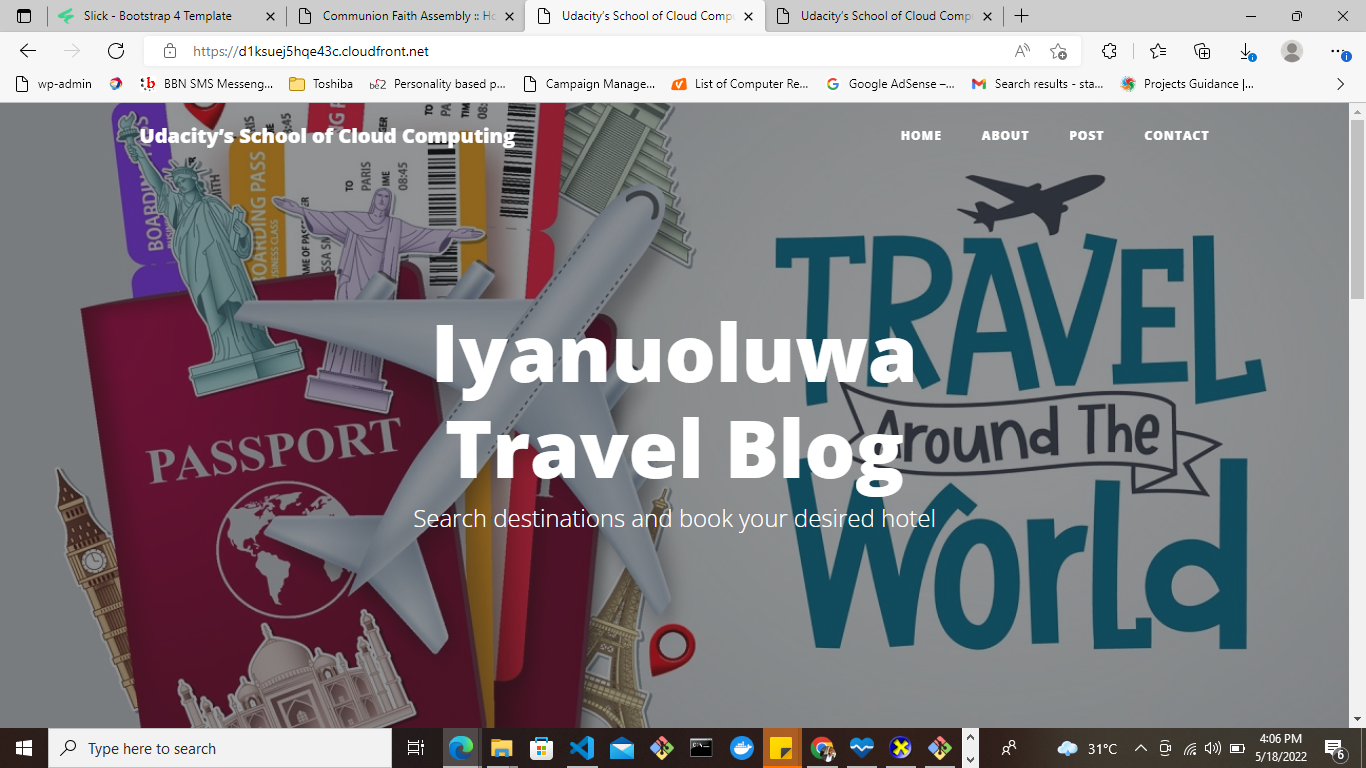 Slick - Bootstrap 4 Template
Communion Faith Assembly :: Ho
Udacity's School of Cloud Comp
Udacity's School of Cloud Comp
https://d1ksuej5hqe43c.cloudfront.net
wp-admin
BBN SMS Messeng...
Toshiba
Personality based p...
Campaign Manage...
List of Computer Re...
Google AdSense –...
Search results - sta...
Projects Guidance |...
Udacity's School of Cloud Computing
HOME
ABOUT
POST
CONTACT
BOARDING PASS
BUSINESS CLASS
TO
PARIS
08:45
PASSPORT
TRAVEL
Around The
World
Iyanuoluwa
Travel Blog
Search destinations and book your desired hotel
Type here to search
31°C
4:06 PM
5/18/2022
6